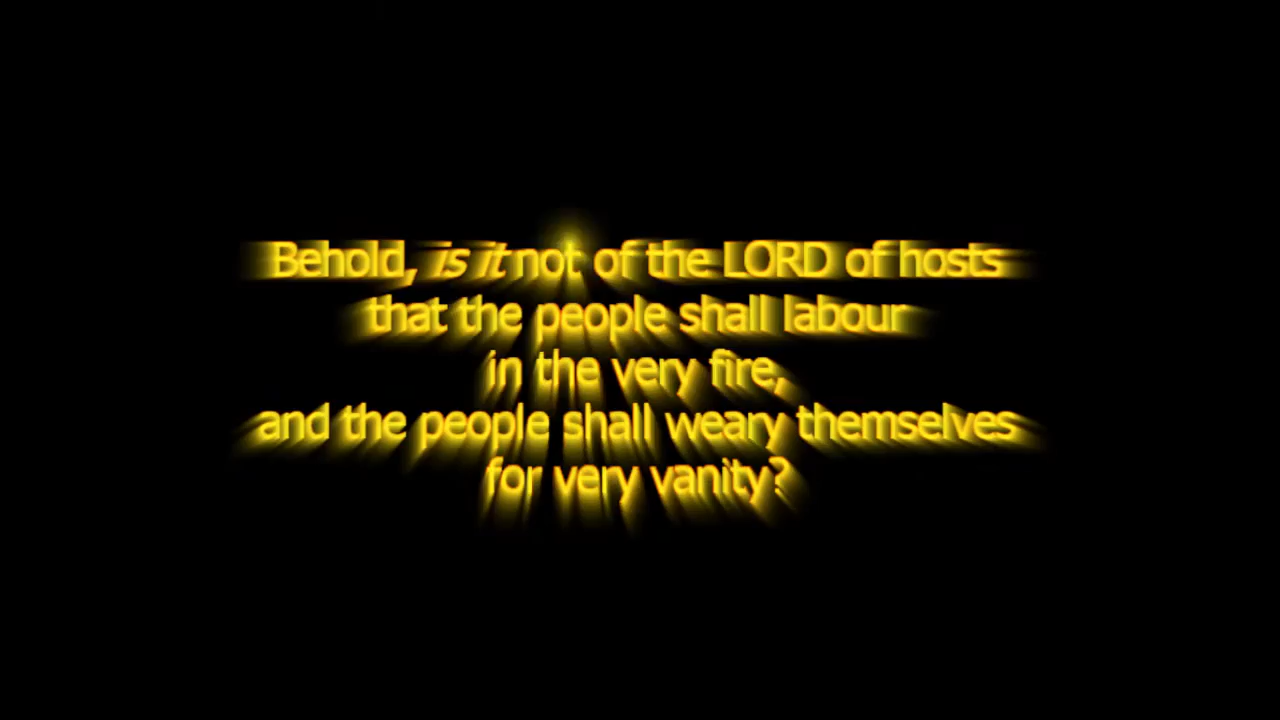 Behold, is it not of the LORD of hosts
that the people shall labour
in the very fire,
and the people shall weary themselves
for very vanity?